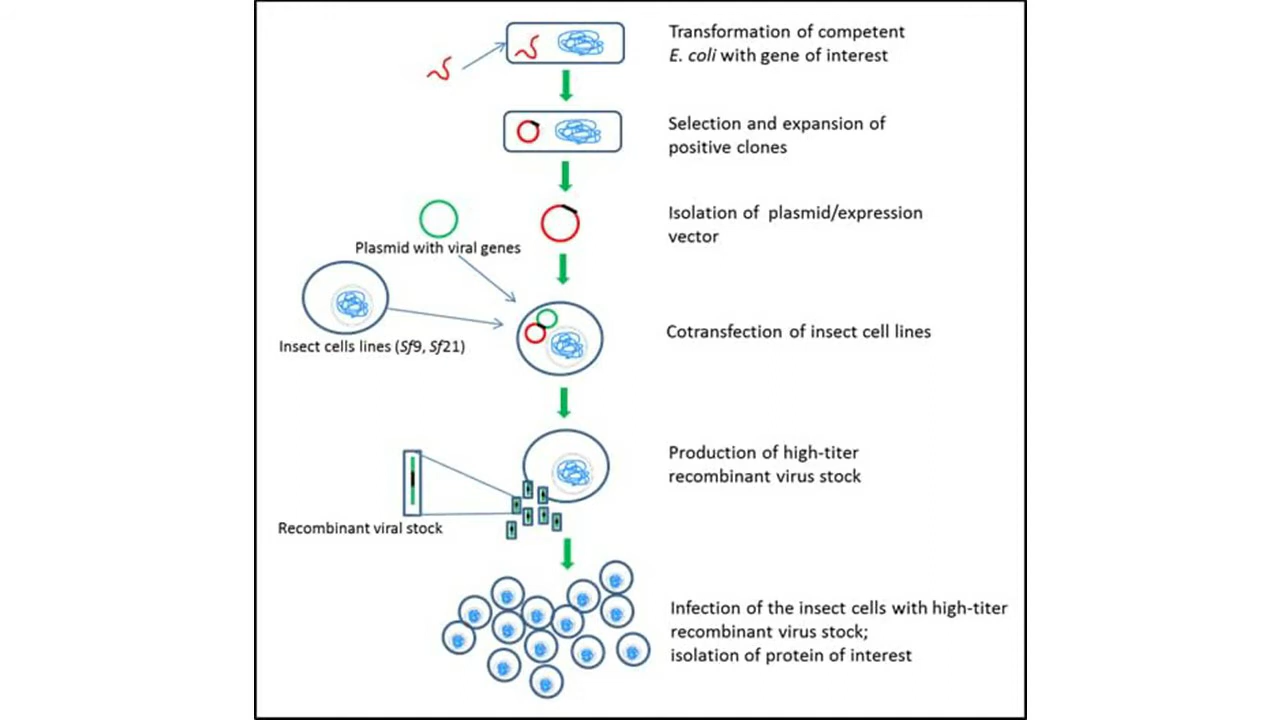 Transformation of competent
E. coli with gene of interest
Selection and expansion of
positive clones
Isolation of plasmid/expression
vector
Plasmid with viral genes
Insect cells lines (Sf9, Sf21)
Cotransfection of insect cell lines
Production of high-titer
recombinant virus stock
Recombinant viral stock
Infection of the insect cells with high-titer
recombinant virus stock;
isolation of protein of interest